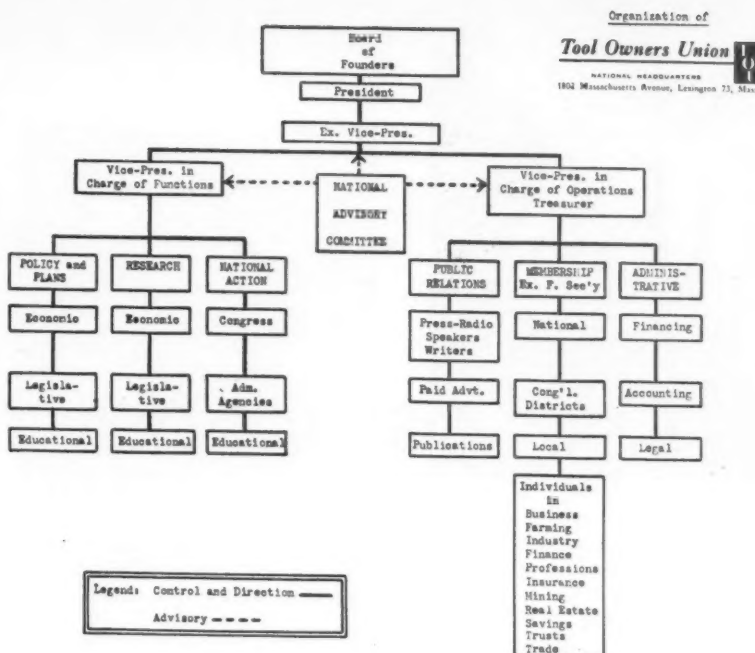 Organization of
Tool Owners Union
NATIONAL HEADQUARTERS
1802 Massachusetts Avenue, Lexington 73, Mass
Board
of
Founders
President
Ex. Vice-Pres.
Vice-Pres. in
Charge of Functions
NATIONAL
ADVISORY
COMMITTEE
Vice-Pres. in
Charge of Operations
Treasurer
POLICY and
PLANS
Economic
Legisla-
tive
Educational
RESEARCH
Economic
Legisla-
tive
Educational
NATIONAL
ACTION
Congress
Adm.
Agencies
Educational
PUBLIC
RELATIONS
Press-Radio
Speakers
Writers
Paid Advt.
Publications
MEMBERSHIP
Ex. F. Sec'y
National
Cong'l.
Districts
Local
Individuals
in
Business
Farming
Industry
Finance
Professions
Insurance
Mining
Real Estate
Savings
Trusts
Trade
ADMINIS-
TRATIVE
Financing
Accounting
Legal
Legend: Control and Direction
Advisory